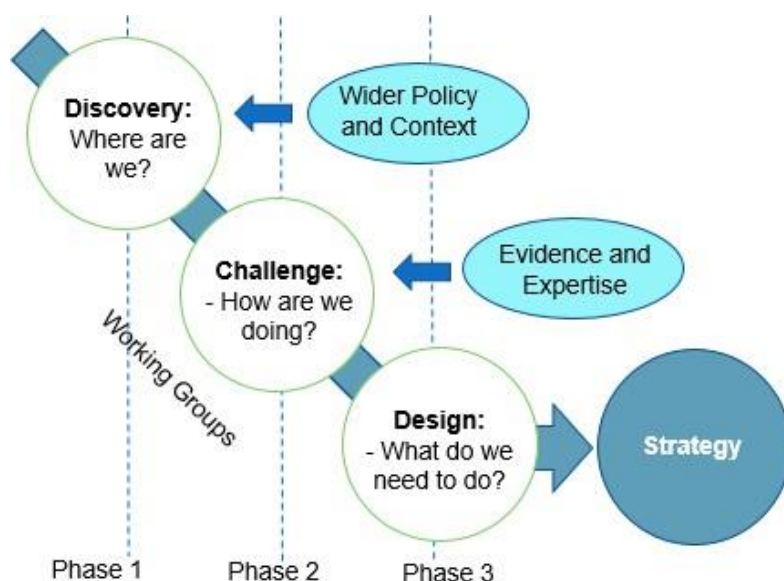 Discovery:
Where are
we?
Wider Policy
and Context
Challenge:
- How are we
doing?
Evidence and
Expertise
Working Groups
Design:
- What do we
need to do?
Strategy
Phase 1
Phase 2
Phase 3